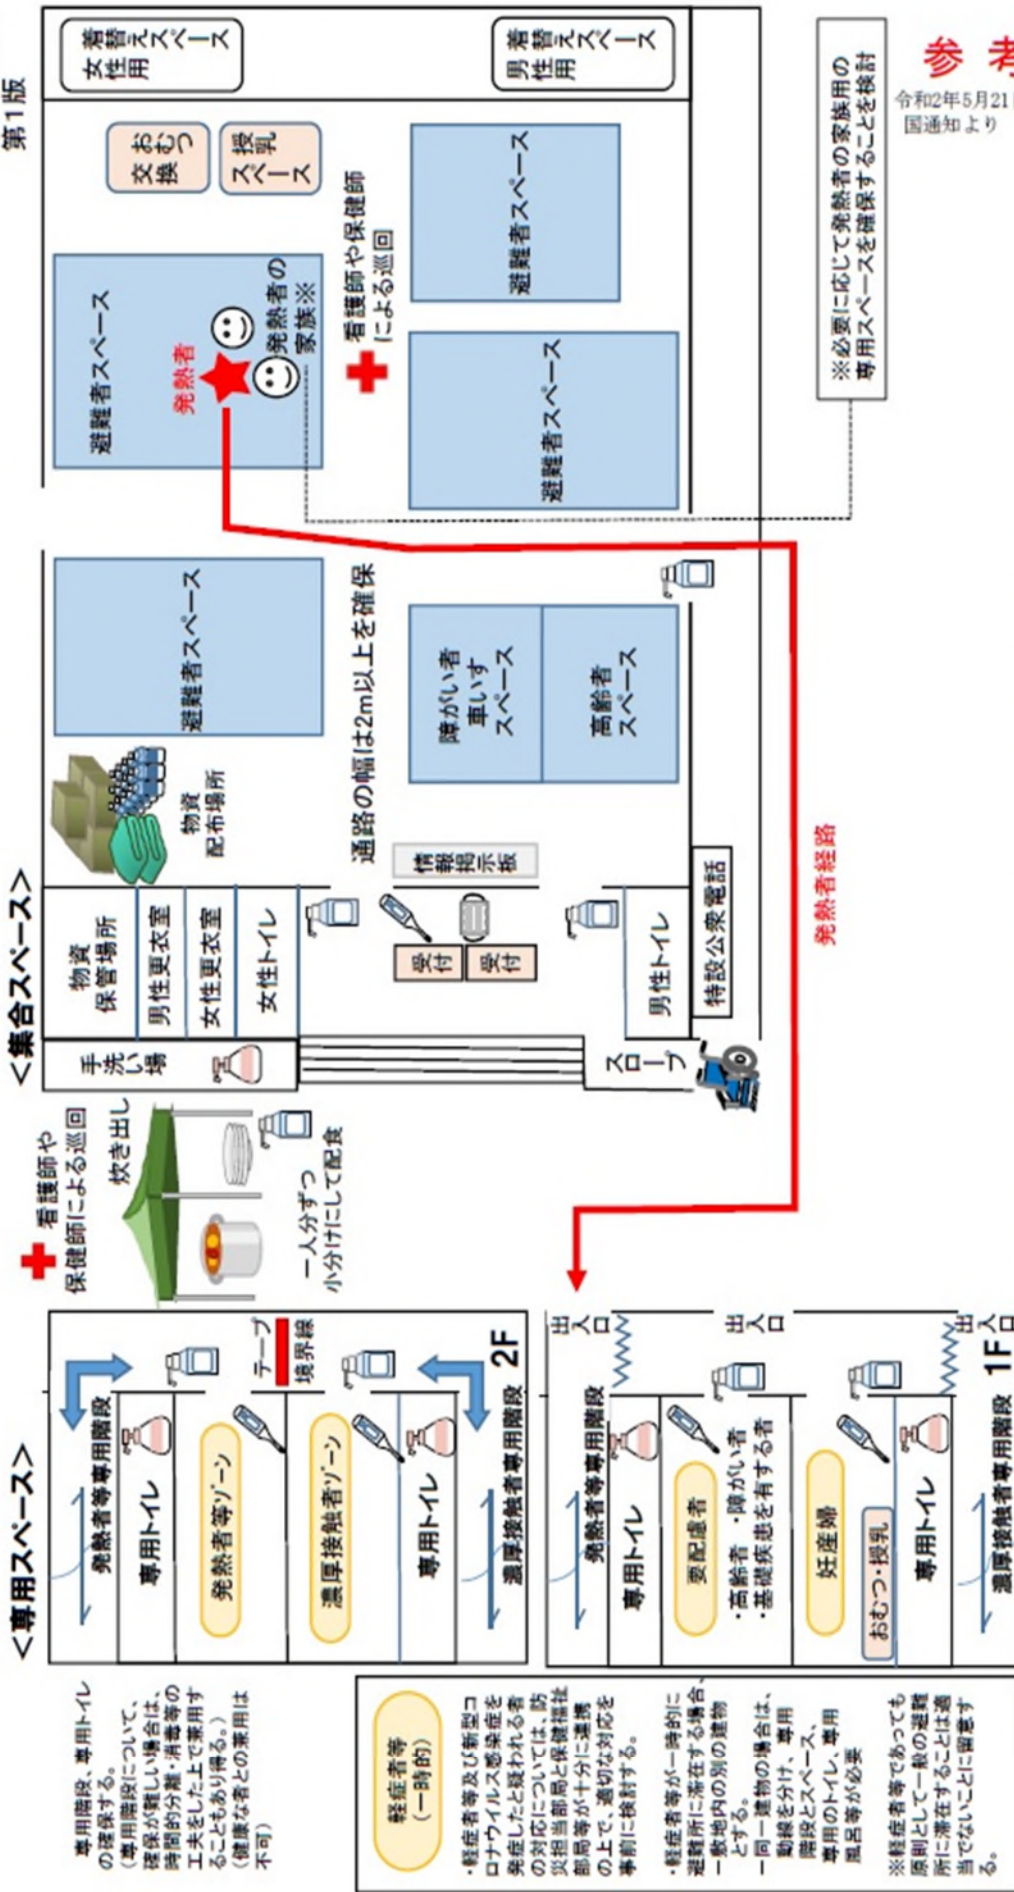 第1版
参 考
令和2年5月21
国通知より
＜専用スペース＞
＜集合スペース＞
専用階段、専用トイレ
の確保する。
（専用階段について、
確保が難しい場合は、
時間的分離・消毒等の
工夫をした上で兼用す
ることもあり得る。）
（健康な者との兼用は
不可）
発熱者等専用階段
専用トイレ
発熱者等ゾーン
濃厚接触者ゾーン
専用トイレ
濃厚接触者専用階段
テープ
境界線
2F
看護師や
保健師による巡回
炊き出し
一人分ずつ
小分けにして配食
手洗い場
スロープ
物資
保管場所
男性更衣室
女性更衣室
女性トイレ
受付
受付
男性トイレ
特設公衆電話
情報掲示板
物資
配布場所
通路の幅は2m以上を確保
避難者スペース
障がい者
車いす
スペース
高齢者
スペース
避難者スペース
発熱者
発熱者の
家族※
看護師や保健師
による巡回
避難者スペース
避難者スペース
おむつ
交換
授乳
スペース
女性用
着替えスペース
男性用
着替えスペース
※必要に応じて発熱者の家族用の
専用スペースを確保することを検討
発熱者経路
軽症者等
（一時的）
・軽症者等及び新型コ
ロナウイルス感染症を
発症したと疑われる者
の対応については、防
災担当部局と保健福祉
部局等が十分に連携
の上で、適切な対応を
事前に検討する。
・軽症者等が一時的に
避難所に滞在する場合、
一敷地内の別の建物
とする。
一同一建物の場合は、
動線を分け、専用
階段とスペース、
専用のトイレ、専用
風呂等が必要
※軽症者等であっても
原則として一般の避難
所に滞在することは適
当でないことに留意す
る。
発熱者等専用階段
専用トイレ
要配慮者
・高齢者 ・障がい者
・基礎疾患を有する者
妊産婦
おむつ・授乳
専用トイレ
濃厚接触者専用階段
出入口
出入口
出入口
1F